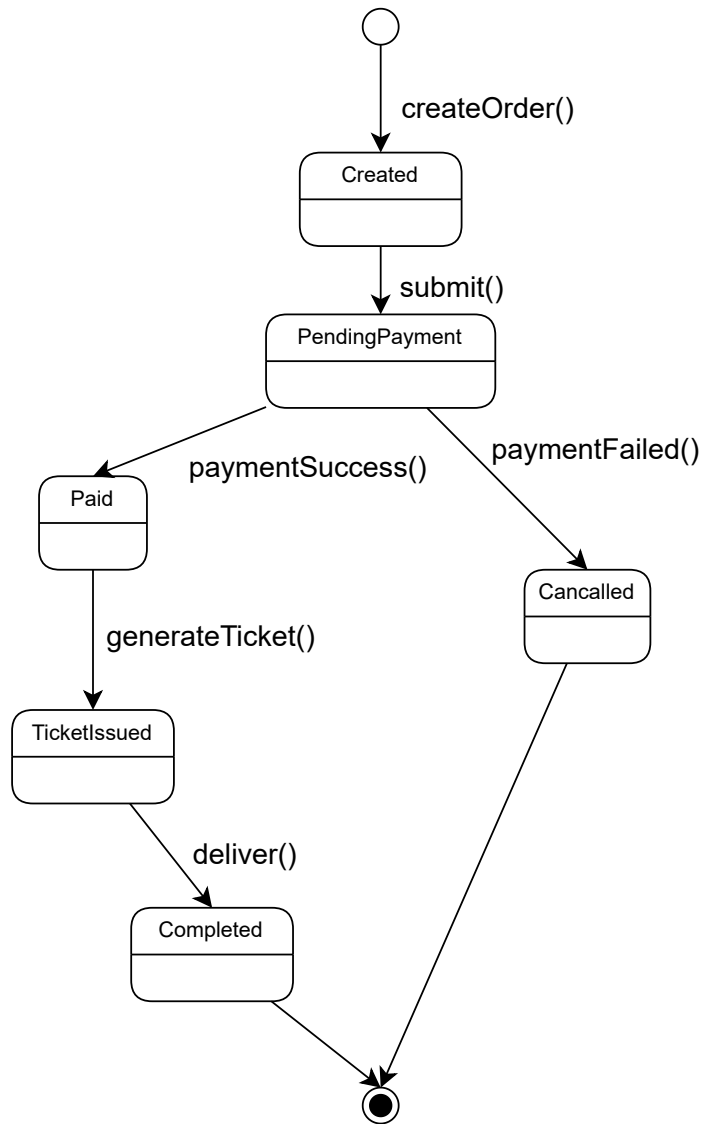 createOrder()
Created
submit()
PendingPayment
paymentSuccess()
paymentFailed()
Paid
Cancalled
generateTicket()
TicketIssued
deliver()
Completed